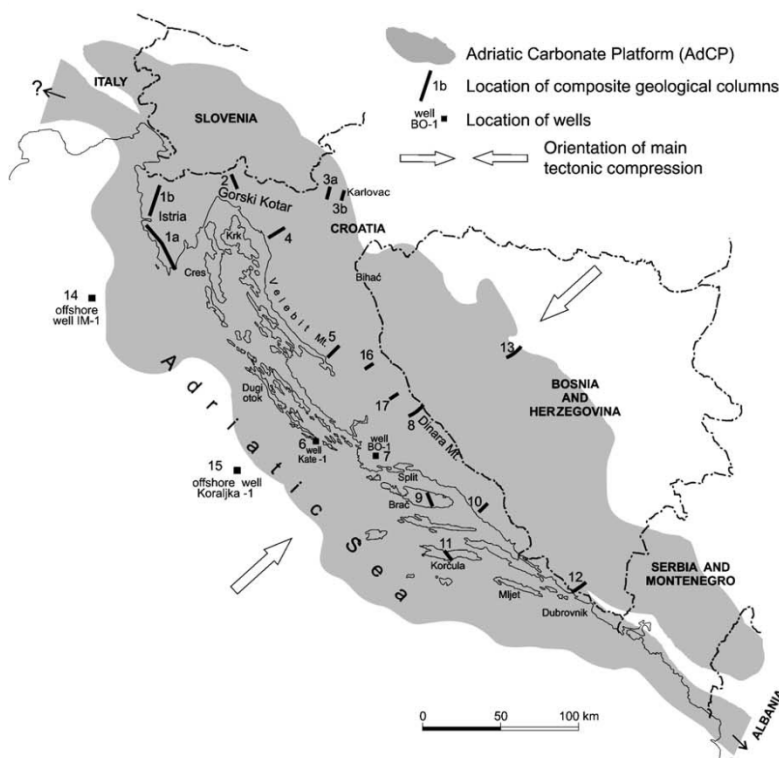 Adriatic Carbonate Platform (AdCP)
1b Location of composite geological columns
well
BO-1
Location of wells
Orientation of main
tectonic compression
ITALY
?
SLOVENIA
2
Gorski Kotar
3a
3b
Karlovac
1b
Istria
1a
4
CROATIA
Krk
Cres
Bihać
14
offshore
well IM-1
Velebit Mt.
5
16
13
BOSNIA
AND
HERZEGOVINA
Dugi
otok
17
8
Dinara Mt.
6
well
Kate -1
well
BO-1
7
15
offshore well
Koraljka -1
Split
Brač
9
10
Adriatic Sea
11
Korčula
SERBIA AND
MONTENEGRO
12
Mljet
Dubrovnik
ALBANIA
0 50 100 km